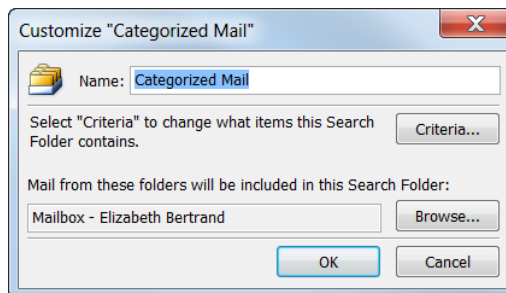 Customize "Categorized Mail"
Name: Categorized Mail
Select "Criteria" to change what items this Search
Folder contains.
Criteria...
Mail from these folders will be included in this Search Folder:
Mailbox - Elizabeth Bertrand
Browse...
OK
Cancel